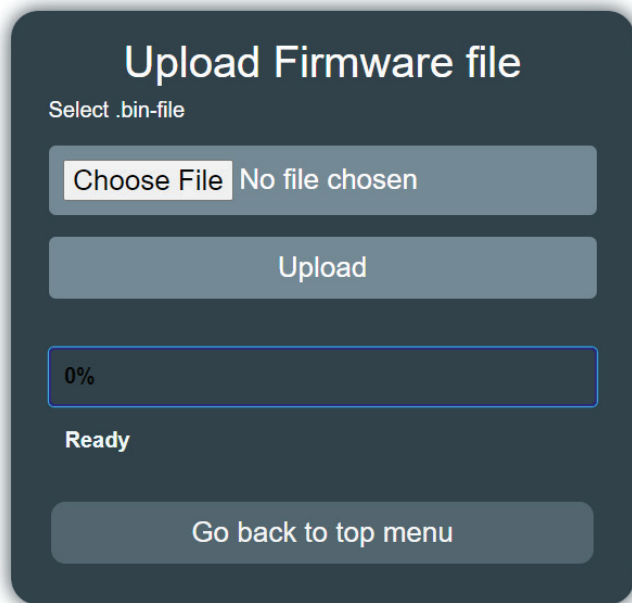 Upload Firmware file
Select .bin-file
Choose File No file chosen
Upload
0%
Ready
Go back to top menu